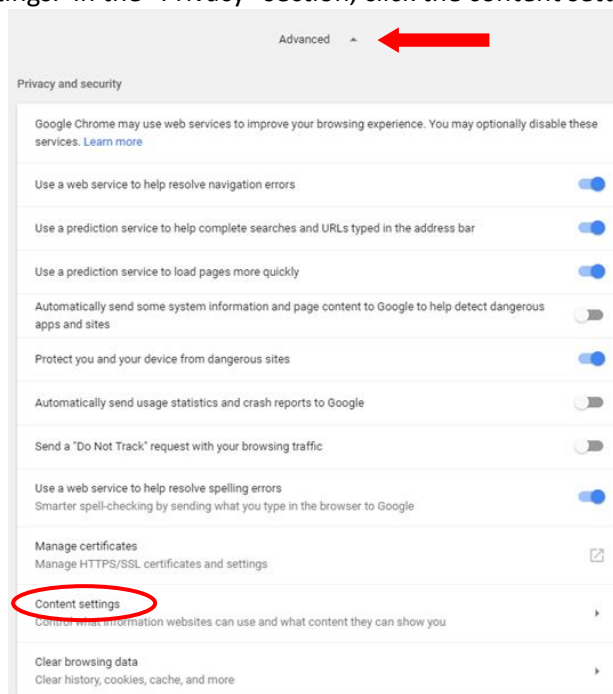 Advanced
Privacy and security
Google Chrome may use web services to improve your browsing experience. You may optionally disable these
services. Learn more
Use a web service to help resolve navigation errors
Use a prediction service to help complete searches and URLs typed in the address bar
Use a prediction service to load pages more quickly
Automatically send some system information and page content to Google to help detect dangerous
apps and sites
Protect you and your device from dangerous sites
Automatically send usage statistics and crash reports to Google
Send a "Do Not Track" request with your browsing traffic
Use a web service to help resolve spelling errors
Smarter spell-checking by sending what you type in the browser to Google
Manage certificates
Manage HTTPS/SSL certificates and settings
Content settings
Control what information websites can use and what content they can show you
Clear browsing data
Clear history, cookies, cache, and more